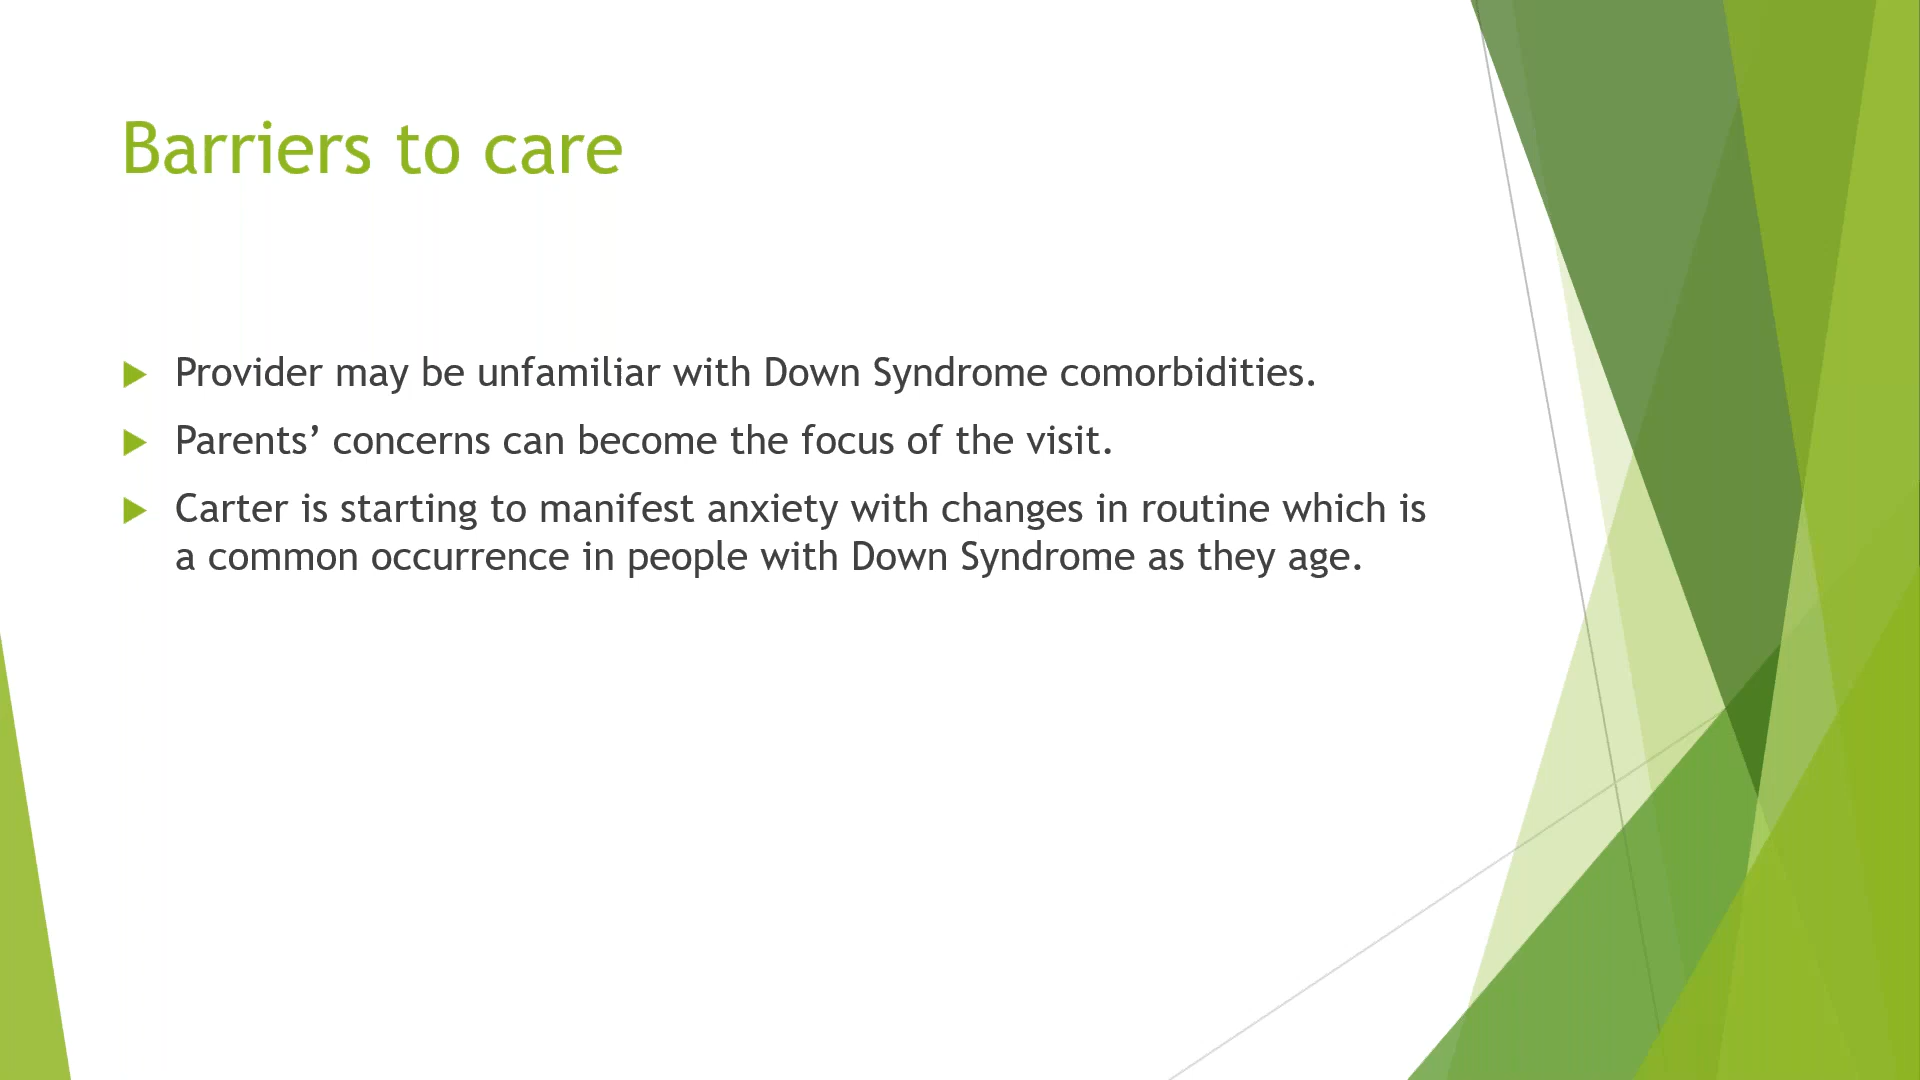 Barriers to care
Provider may be unfamiliar with Down Syndrome comorbidities.
Parents’ concerns can become the focus of the visit.
Carter is starting to manifest anxiety with changes in routine which is
a common occurrence in people with Down Syndrome as they age.